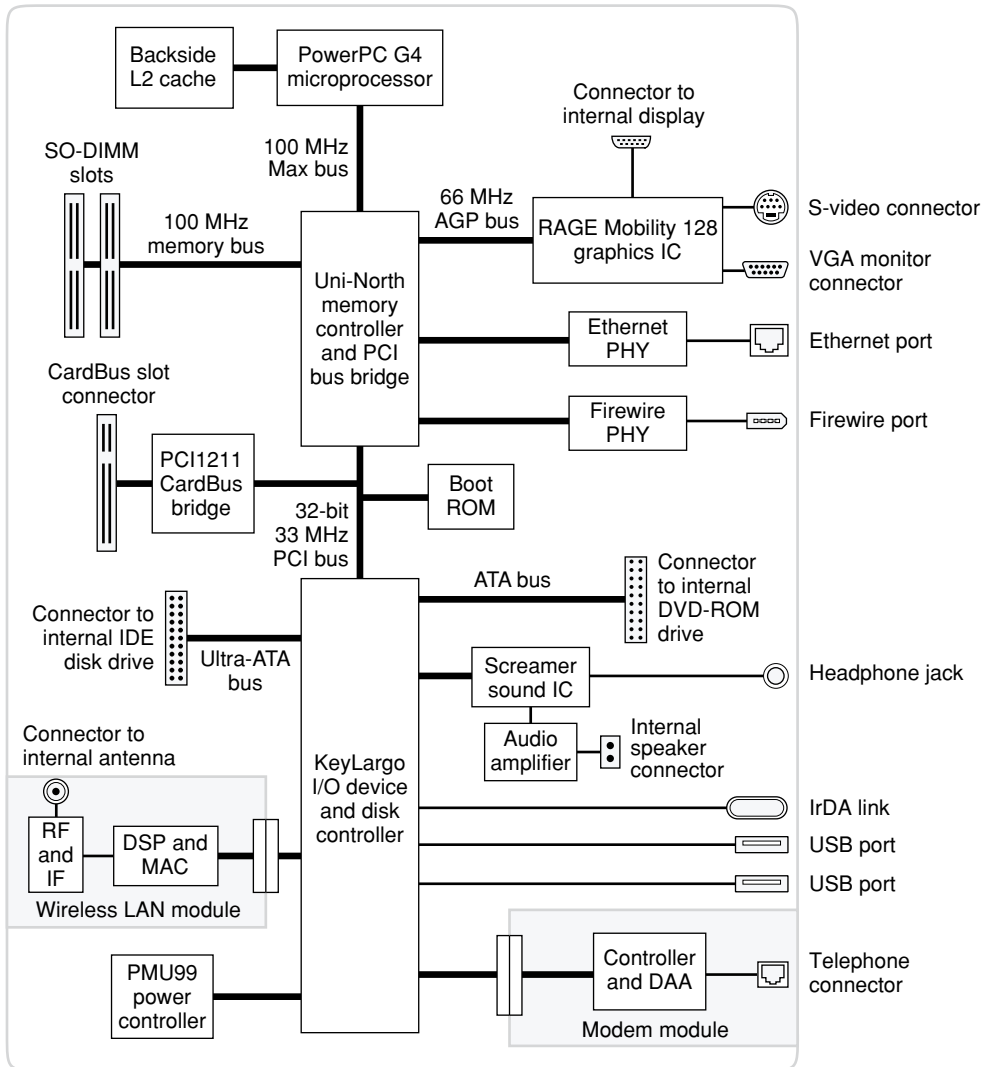 Backside
L2 cache
PowerPC G4
microprocessor
Connector to
internal display
SO-DIMM
slots
100 MHz
Max bus
100 MHz
memory bus
66 MHz
AGP bus
RAGE Mobility 128
graphics IC
S-video connector
VGA monitor
connector
Uni-North
memory
controller
and PCI
bus bridge
Ethernet
PHY
Ethernet port
CardBus slot
connector
Firewire
PHY
Firewire port
PCI1211
CardBus
bridge
Boot
ROM
32-bit
33 MHz
PCI bus
ATA bus
Connector
to internal
DVD-ROM
drive
Connector to
internal IDE
disk drive
Ultra-ATA
bus
Screamer
sound IC
Headphone jack
Audio
amplifier
Internal
speaker
connector
Connector to
internal antenna
KeyLargo
I/O device
and disk
controller
IrDA link
RF
and
IF
DSP and
MAC
USB port
USB port
Wireless LAN module
PMU99
power
controller
Controller
and DAA
Telephone
connector
Modem module